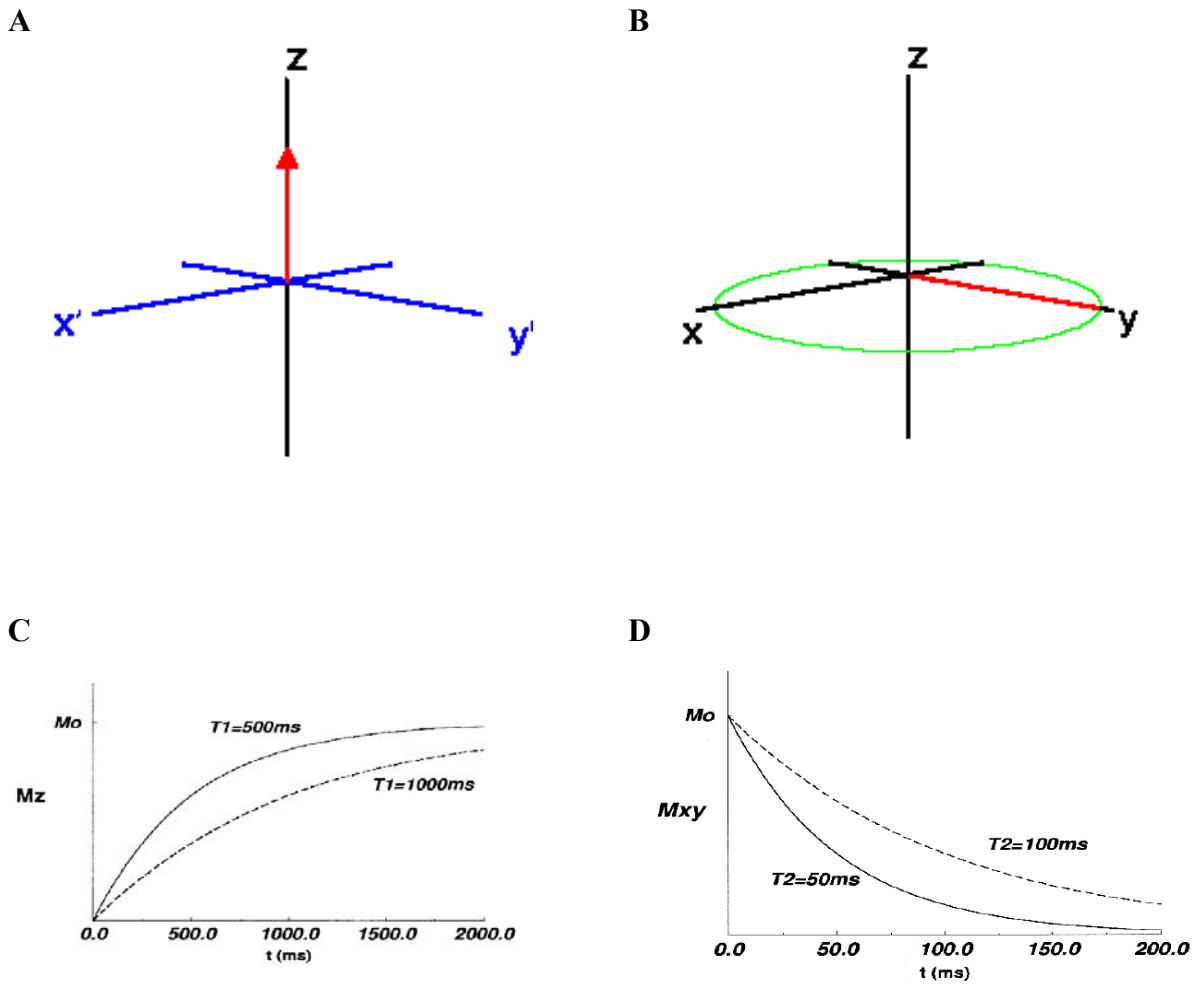 A
z
x'
y'
B
z
x
y
C
Mo
Mz
T1=500ms
T1=1000ms
0.0 500.0 1000.0 1500.0 2000.0
t (ms)
D
Mo
Mxy
T2=100ms
T2=50ms
0.0 50.0 100.0 150.0 200.0
t (ms)